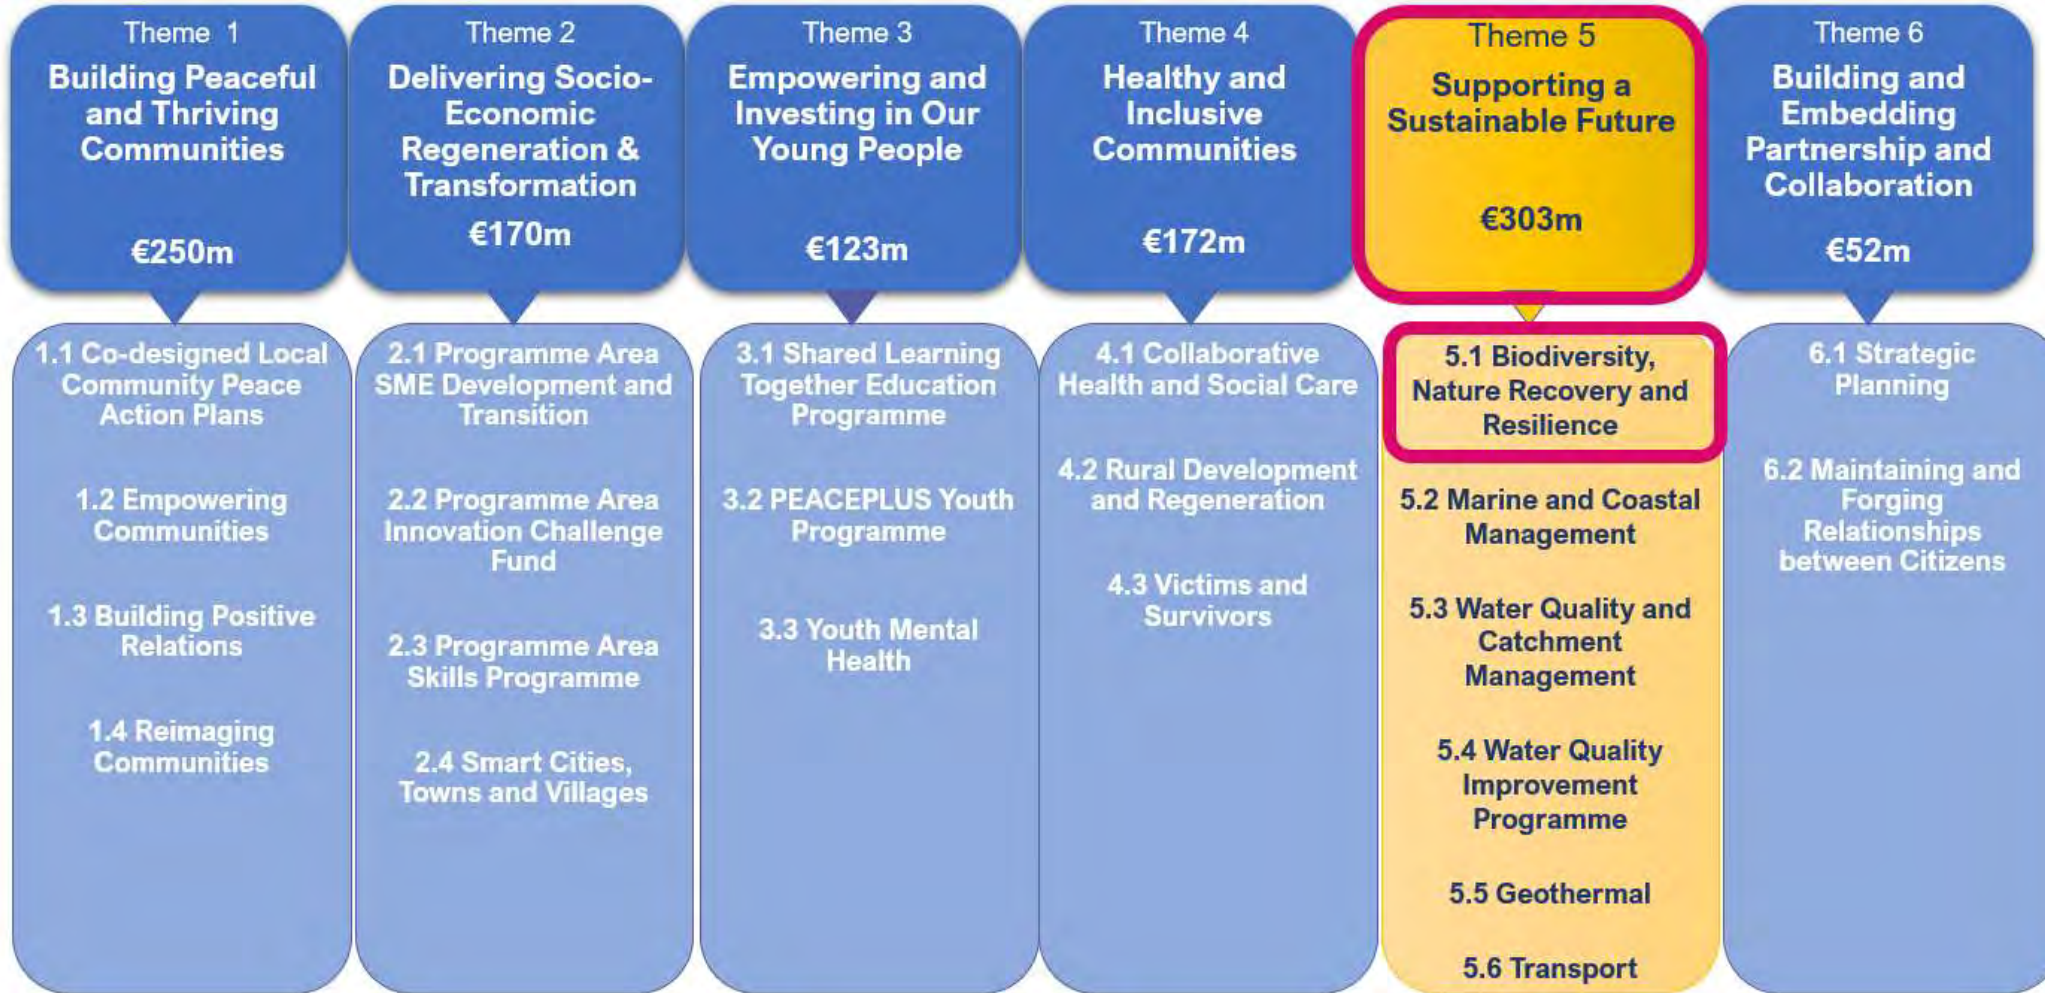 Theme 1
Building Peaceful
and Thriving
Communities
€250m
Theme 2
Delivering Socio-
Economic
Regeneration &
Transformation
€170m
Theme 3
Empowering and
Investing in Our
Young People
€123m
Theme 4
Healthy and
Inclusive
Communities
€172m
Theme 5
Supporting a
Sustainable Future
€303m
Theme 6
Building and
Embedding
Partnership and
Collaboration
€52m
1.1 Co-designed Local
Community Peace
Action Plans
1.2 Empowering
Communities
1.3 Building Positive
Relations
1.4 Reimaging
Communities
2.1 Programme Area
SME Development and
Transition
2.2 Programme Area
Innovation Challenge
Fund
2.3 Programme Area
Skills Programme
2.4 Smart Cities,
Towns and Villages
3.1 Shared Learning
Together Education
Programme
3.2 PEACEPLUS Youth
Programme
3.3 Youth Mental
Health
4.1 Collaborative
Health and Social Care
4.2 Rural Development
and Regeneration
4.3 Victims and
Survivors
5.1 Biodiversity,
Nature Recovery and
Resilience
5.2 Marine and Coastal
Management
5.3 Water Quality and
Catchment
Management
5.4 Water Quality
Improvement
Programme
5.5 Geothermal
5.6 Transport
6.1 Strategic
Planning
6.2 Maintaining and
Forging
Relationships
between Citizens